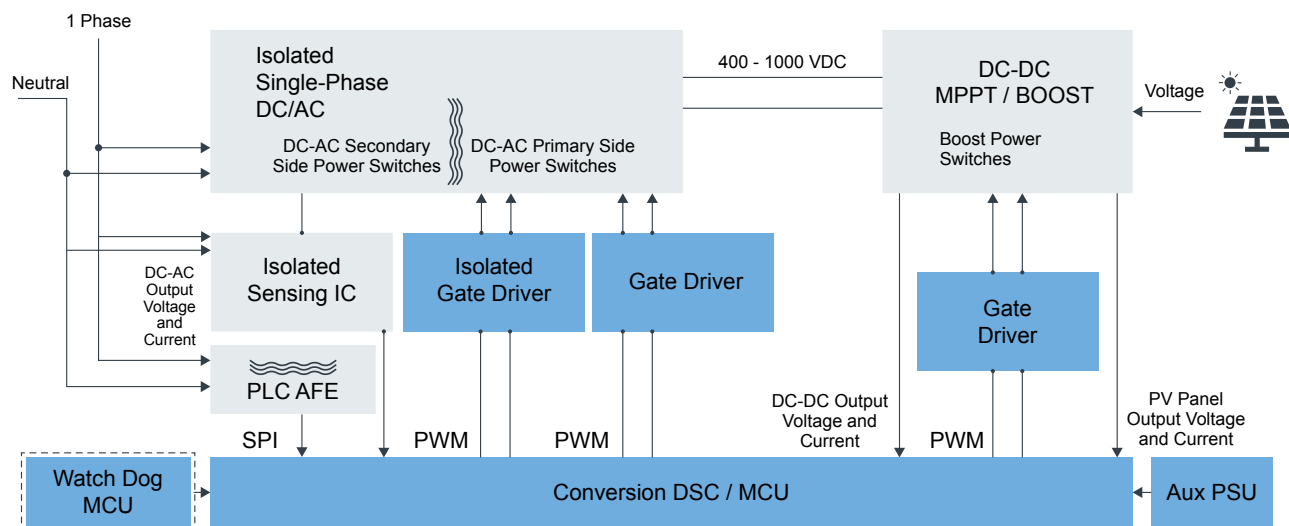 1 Phase
Neutral
Isolated
Single-Phase
DC/AC
DC-AC Secondary
Side Power Switches
DC-AC Primary Side
Power Switches
400 - 1000 VDC
DC-DC
MPPT / BOOST
Boost Power
Switches
Voltage
DC-AC
Output
Voltage
and
Current
Isolated
Sensing IC
Isolated
Gate Driver
Gate Driver
Gate
Driver
PLC AFE
SPI
PWM
PWM
DC-DC Output
Voltage and
Current
PWM
PV Panel
Output Voltage
and Current
Watch Dog
MCU
Conversion DSC / MCU
Aux PSU